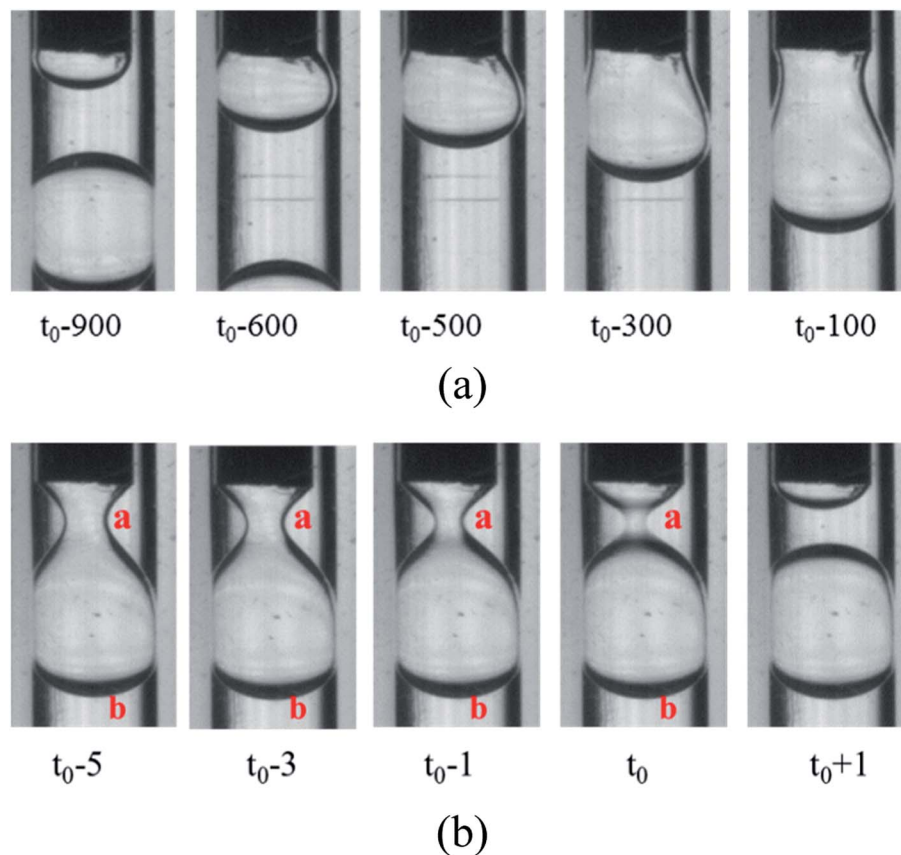 t₀-900 t₀-600 t₀-500 t₀-300 t₀-100
(a)
a a a a
b b b b
t₀-5 t₀-3 t₀-1 t₀ t₀+1
(b)